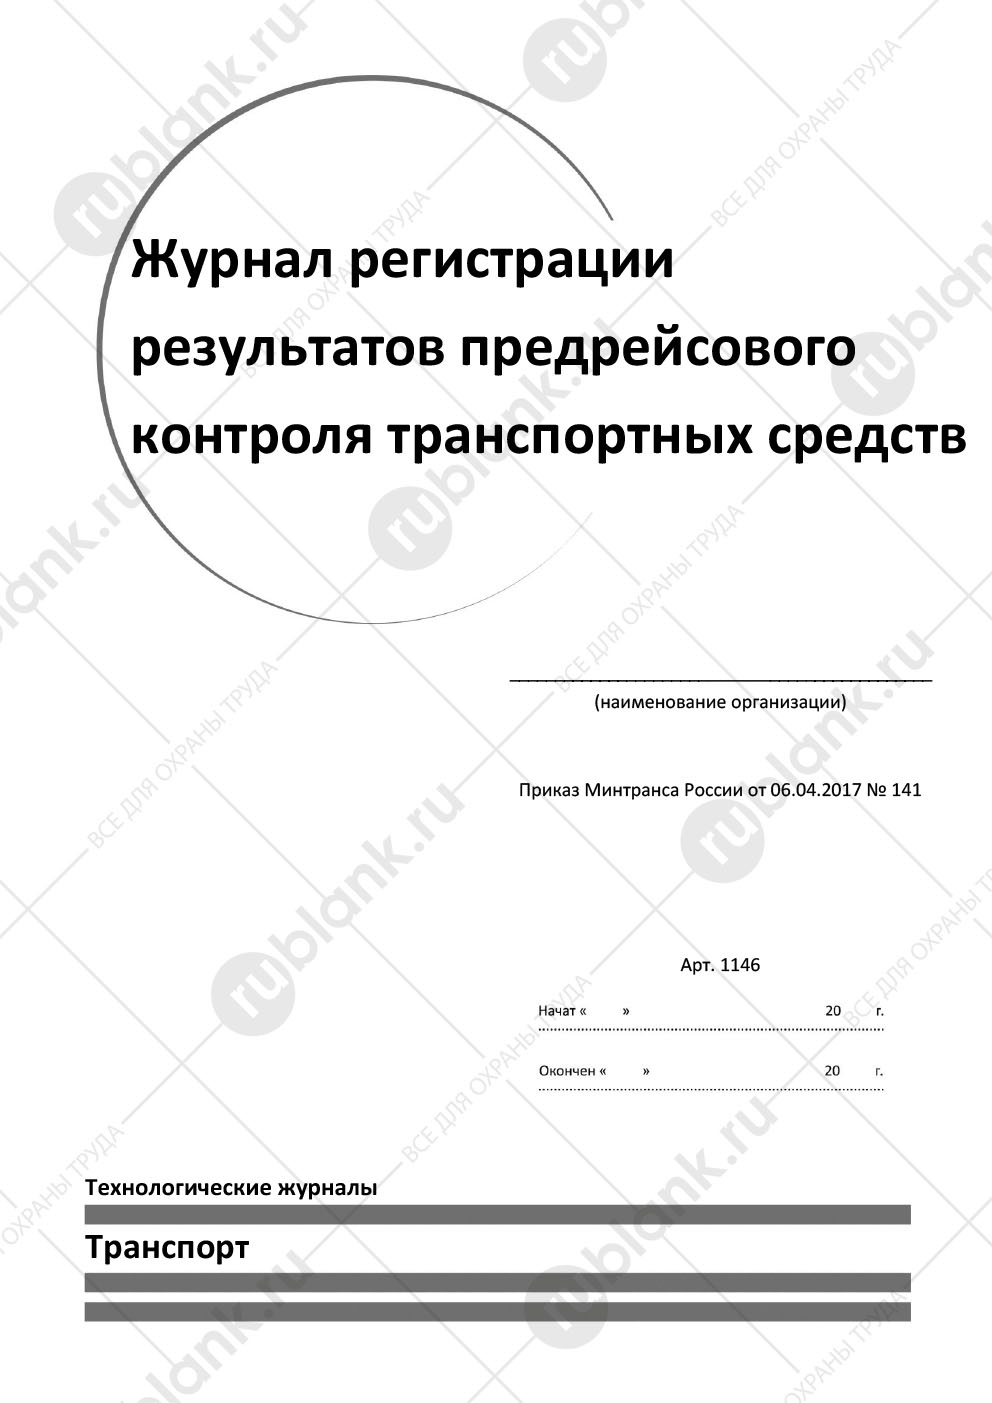 Журнал регистрации
результатов предрейсового
контроля транспортных средств
(наименование организации)
Приказ Минтранса России от 06.04.2017 № 141
Арт. 1146
Начат « » 20 г.
Окончен « » 20 г.
Технологические журналы
Транспорт
rublank.ru
ВСЕ ДЛЯ ОХРАНЫ ТРУДА